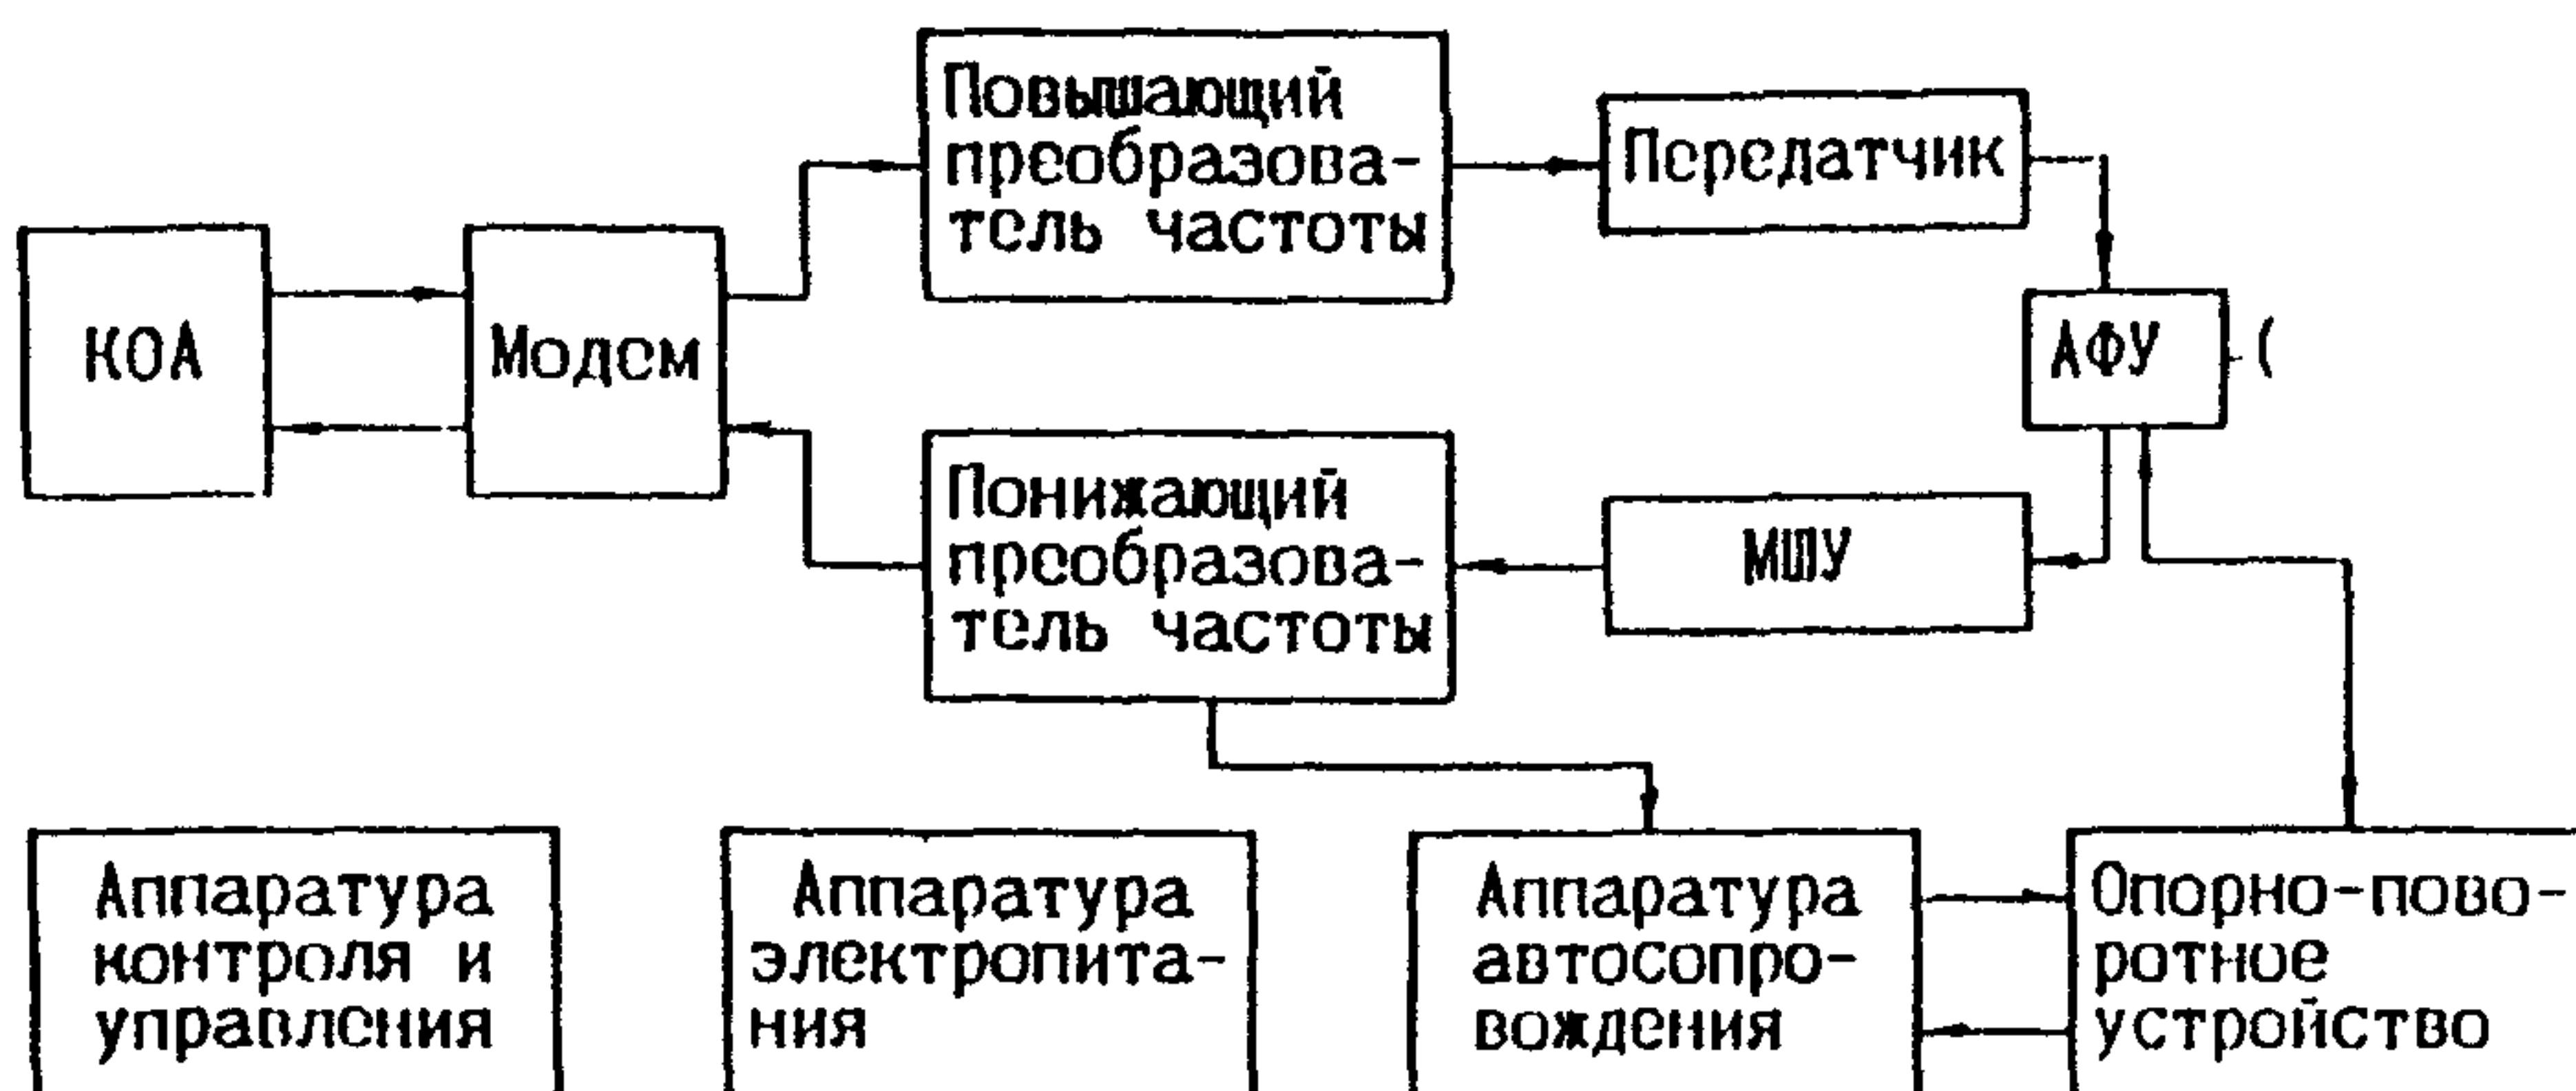 Повышающий
преобразова-
тель частоты
Передатчик
КОА
Модем
АФУ
Понижающий
преобразова-
тель частоты
МШУ
Аппаратура
контроля и
управления
Аппаратура
электропита-
ния
Аппаратура
автосопро-
вождения
Опорно-пово-
ротное
устройство